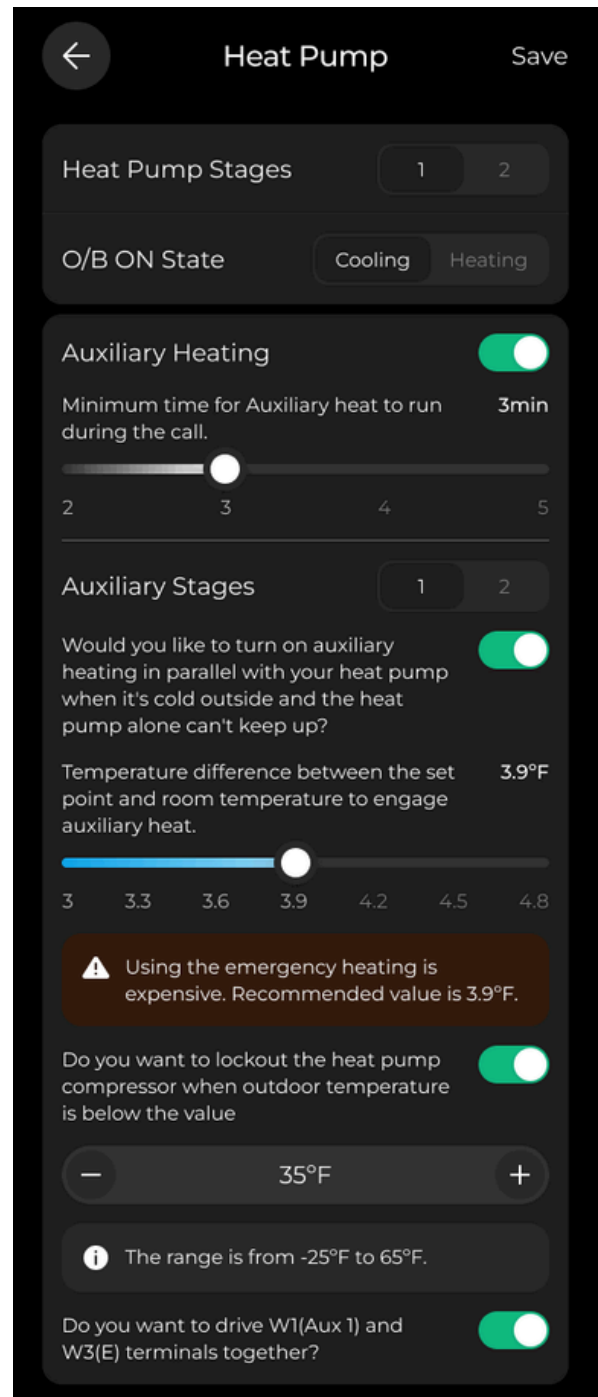 Heat Pump Save
Heat Pump Stages 1 2
O/B ON State Cooling Heating
Auxiliary Heating
Minimum time for Auxiliary heat to run 3min
during the call.
2 3 4 5
Auxiliary Stages 1 2
Would you like to turn on auxiliary
heating in parallel with your heat pump
when it's cold outside and the heat
pump alone can't keep up?
Temperature difference between the set 3.9°F
point and room temperature to engage
auxiliary heat.
3 3.3 3.6 3.9 4.2 4.5 4.8
Using the emergency heating is
expensive. Recommended value is 3.9°F.
Do you want to lockout the heat pump
compressor when outdoor temperature
is below the value
− 35°F +
The range is from -25°F to 65°F.
Do you want to drive W1(Aux 1) and
W3(E) terminals together?